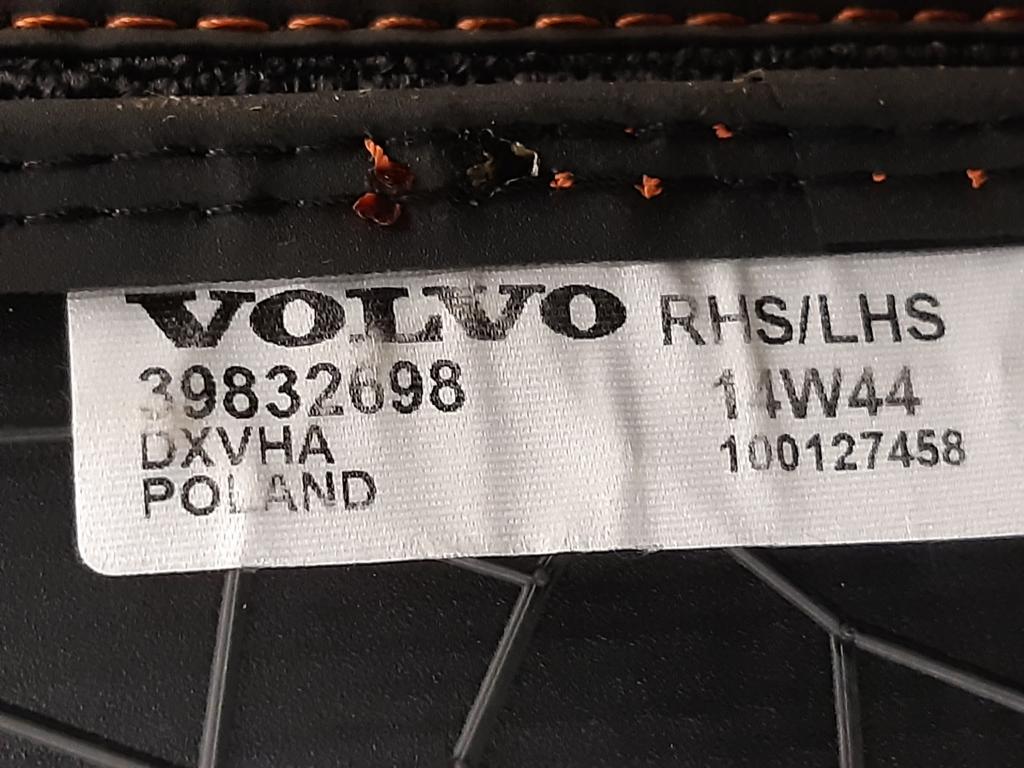 VOLVO RHS/LHS
39832698 14W44
DXVHA 100127458
POLAND